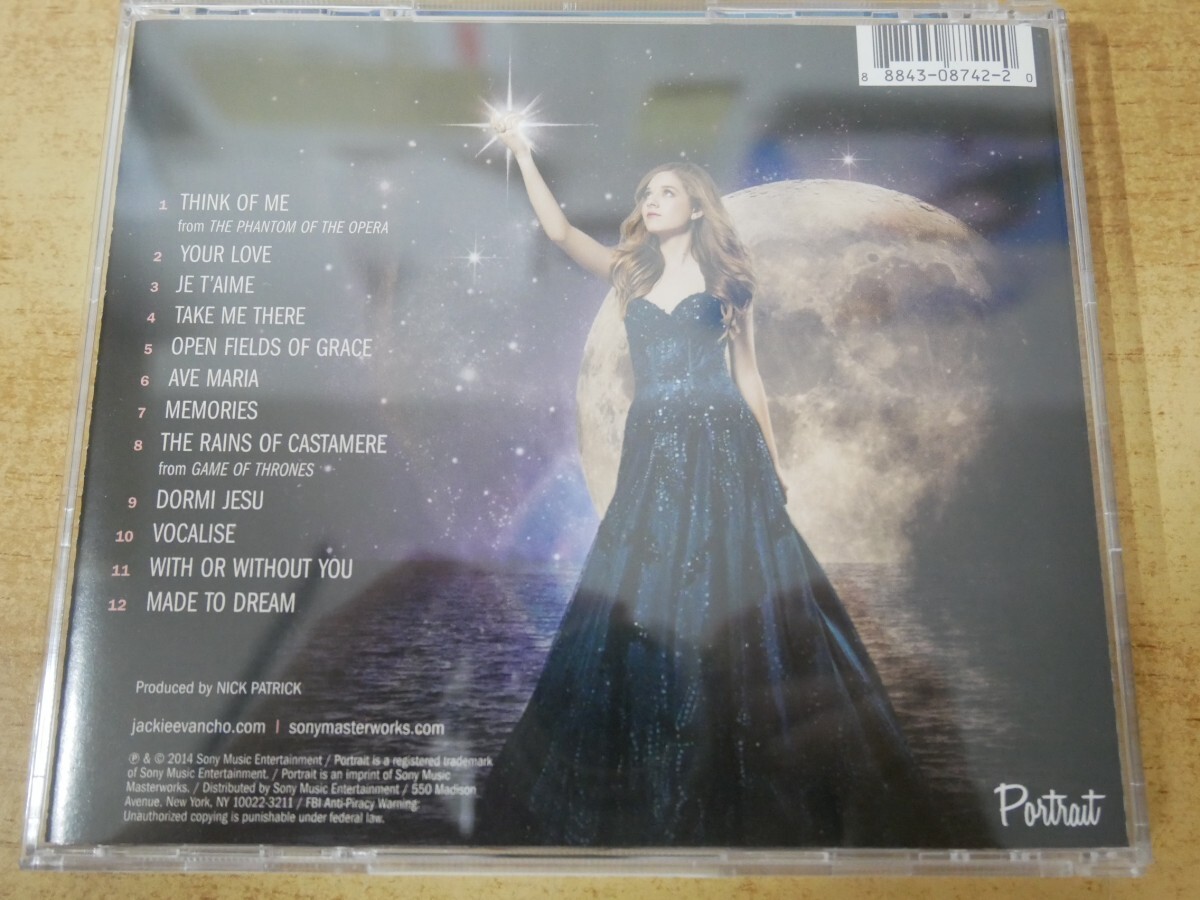 8 8843-08742-2 0
1 THINK OF ME
from THE PHANTOM OF THE OPERA
2 YOUR LOVE
3 JE T'AIME
4 TAKE ME THERE
5 OPEN FIELDS OF GRACE
6 AVE MARIA
7 MEMORIES
8 THE RAINS OF CASTAMERE
from GAME OF THRONES
9 DORMI JESU
10 VOCALISE
11 WITH OR WITHOUT YOU
12 MADE TO DREAM
Produced by NICK PATRICK
jackieevancho.com | sonymasterworks.com
℗ & © 2014 Sony Music Entertainment / Portrait is a registered trademark
of Sony Music Entertainment. / Portrait is an imprint of Sony Music
Masterworks. / Distributed by Sony Music Entertainment / 550 Madison
Avenue, New York, NY 10022-3211 / FBI Anti-Piracy Warning:
Unauthorized copying is punishable under federal law.
Portrait